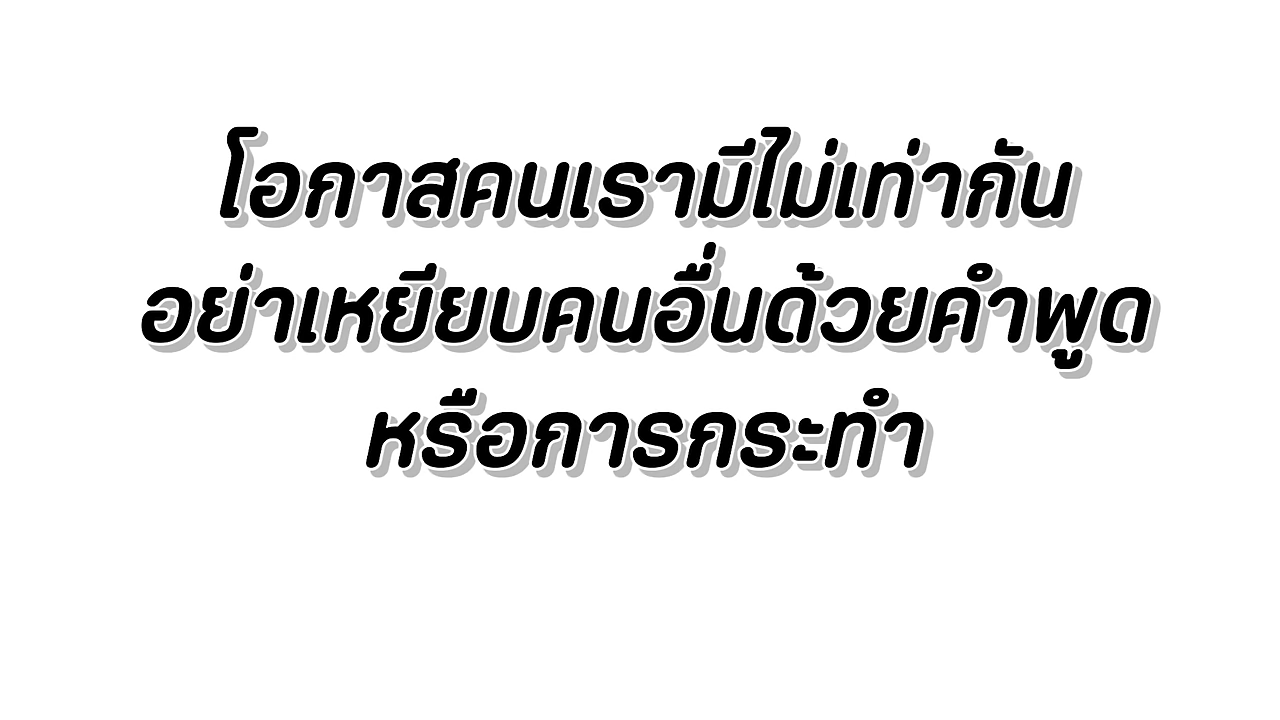 โอกาสคนเรามีไม่เท่ากัน
อย่าเหยียบคนอื่นด้วยคำพูด
หรือการกระทำ